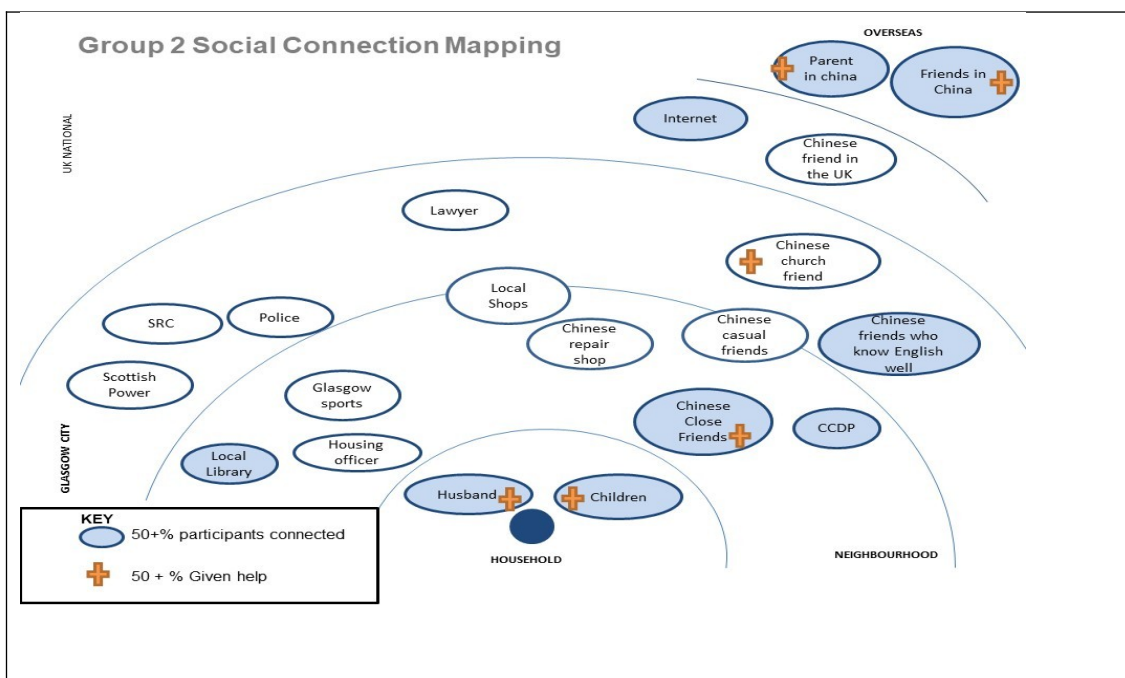 Group 2 Social Connection Mapping
OVERSEAS
Parent
in china
Friends in
China
Internet
UK NATIONAL
Chinese
friend in
the UK
Lawyer
Chinese
church
friend
Local
Shops
SRC
Police
Chinese
repair
shop
Chinese
casual
friends
Chinese
friends who
know English
well
Scottish
Power
Glasgow
sports
Chinese
Close
Friends
CCDP
GLASGOW CITY
Local
Library
Housing
officer
Husband
Children
HOUSEHOLD
NEIGHBOURHOOD
KEY
50+% participants connected
50 + % Given help